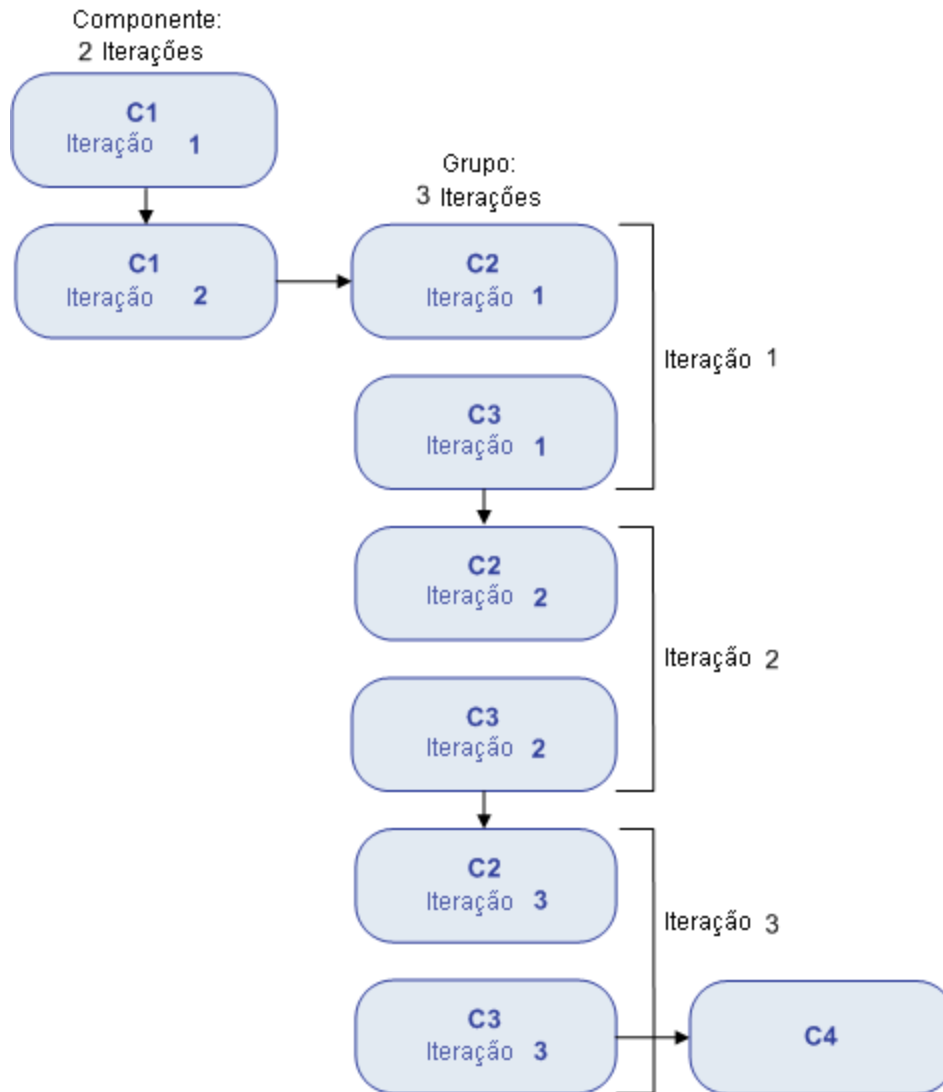 Componente:
2 Iterações
C1
Iteração 1
Grupo:
3 Iterações
C1
Iteração 2
C2
Iteração 1
Iteração 1
C3
Iteração 1
C2
Iteração 2
Iteração 2
C3
Iteração 2
C2
Iteração 3
Iteração 3
C3
Iteração 3
C4